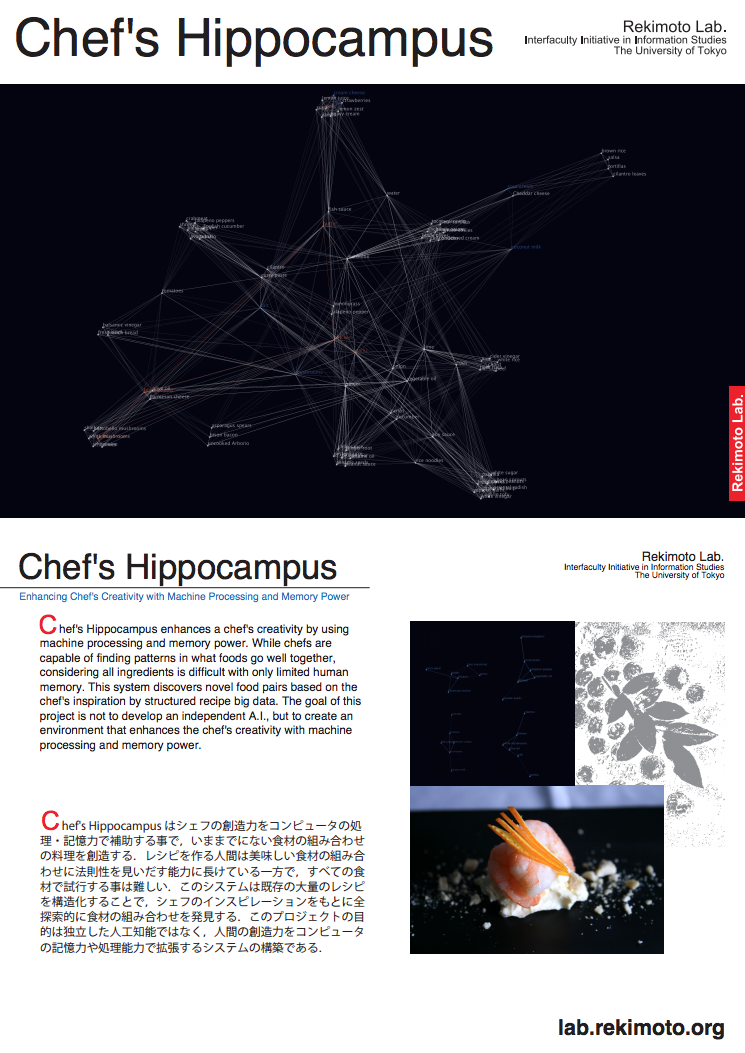 Chef's Hippocampus
Rekimoto Lab.
Interfaculty Initiative in Information Studies
The University of Tokyo
strawberries
lemon zest
brown rice
salsa
tortillas
cilantro leaves
water
Cheddar cheese
fish sauce
coconut milk
cilantro
tomatoes
lemongrass
jalapeno pepper
balsamic vinegar
vegetable oil
Parmesan cheese
asparagus spears
bacon
uncooked Arborio
rice noodles
white sugar
Rekimoto Lab.
Chef's Hippocampus
Rekimoto Lab.
Interfaculty Initiative in Information Studies
The University of Tokyo
Enhancing Chef's Creativity with Machine Processing and Memory Power
Chef's Hippocampus enhances a chef's creativity by using
machine processing and memory power. While chefs are
capable of finding patterns in what foods go well together,
considering all ingredients is difficult with only limited human
memory. This system discovers novel food pairs based on the
chef's inspiration by structured recipe big data. The goal of this
project is not to develop an independent A.I., but to create an
environment that enhances the chef's creativity with machine
processing and memory power.
Chef's Hippocampus はシェフの創造力をコンピュータの処
理・記憶力で補助する事で，いままでにない食材の組み合わせ
の料理を創造する．レシピを作る人間は美味しい食材の組み合
わせに法則性を見いだす能力に長けている一方で，すべての食
材で試行する事は難しい．このシステムは既存の大量のレシピ
を構造化することで，シェフのインスピレーションをもとに全
探索的に食材の組み合わせを発見する．このプロジェクトの目
的は独立した人工知能ではなく，人間の創造力をコンピュータ
の記憶力や処理能力で拡張するシステムの構築である．
lab.rekimoto.org